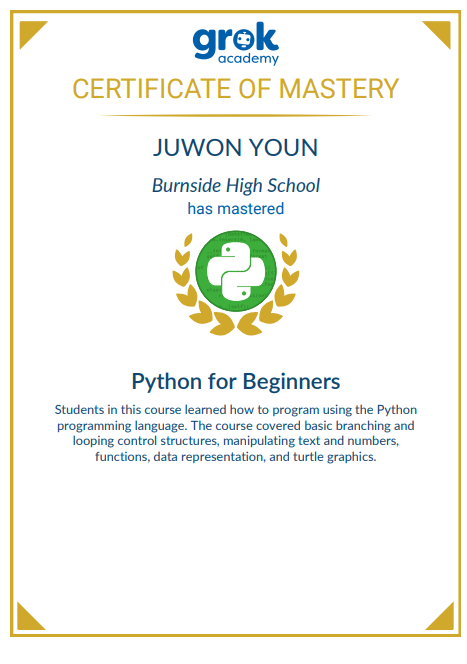 grok
academy
CERTIFICATE OF MASTERY
JUWON YOUN
Burnside High School
has mastered
Python for Beginners
Students in this course learned how to program using the Python
programming language. The course covered basic branching and
looping control structures, manipulating text and numbers,
functions, data representation, and turtle graphics.